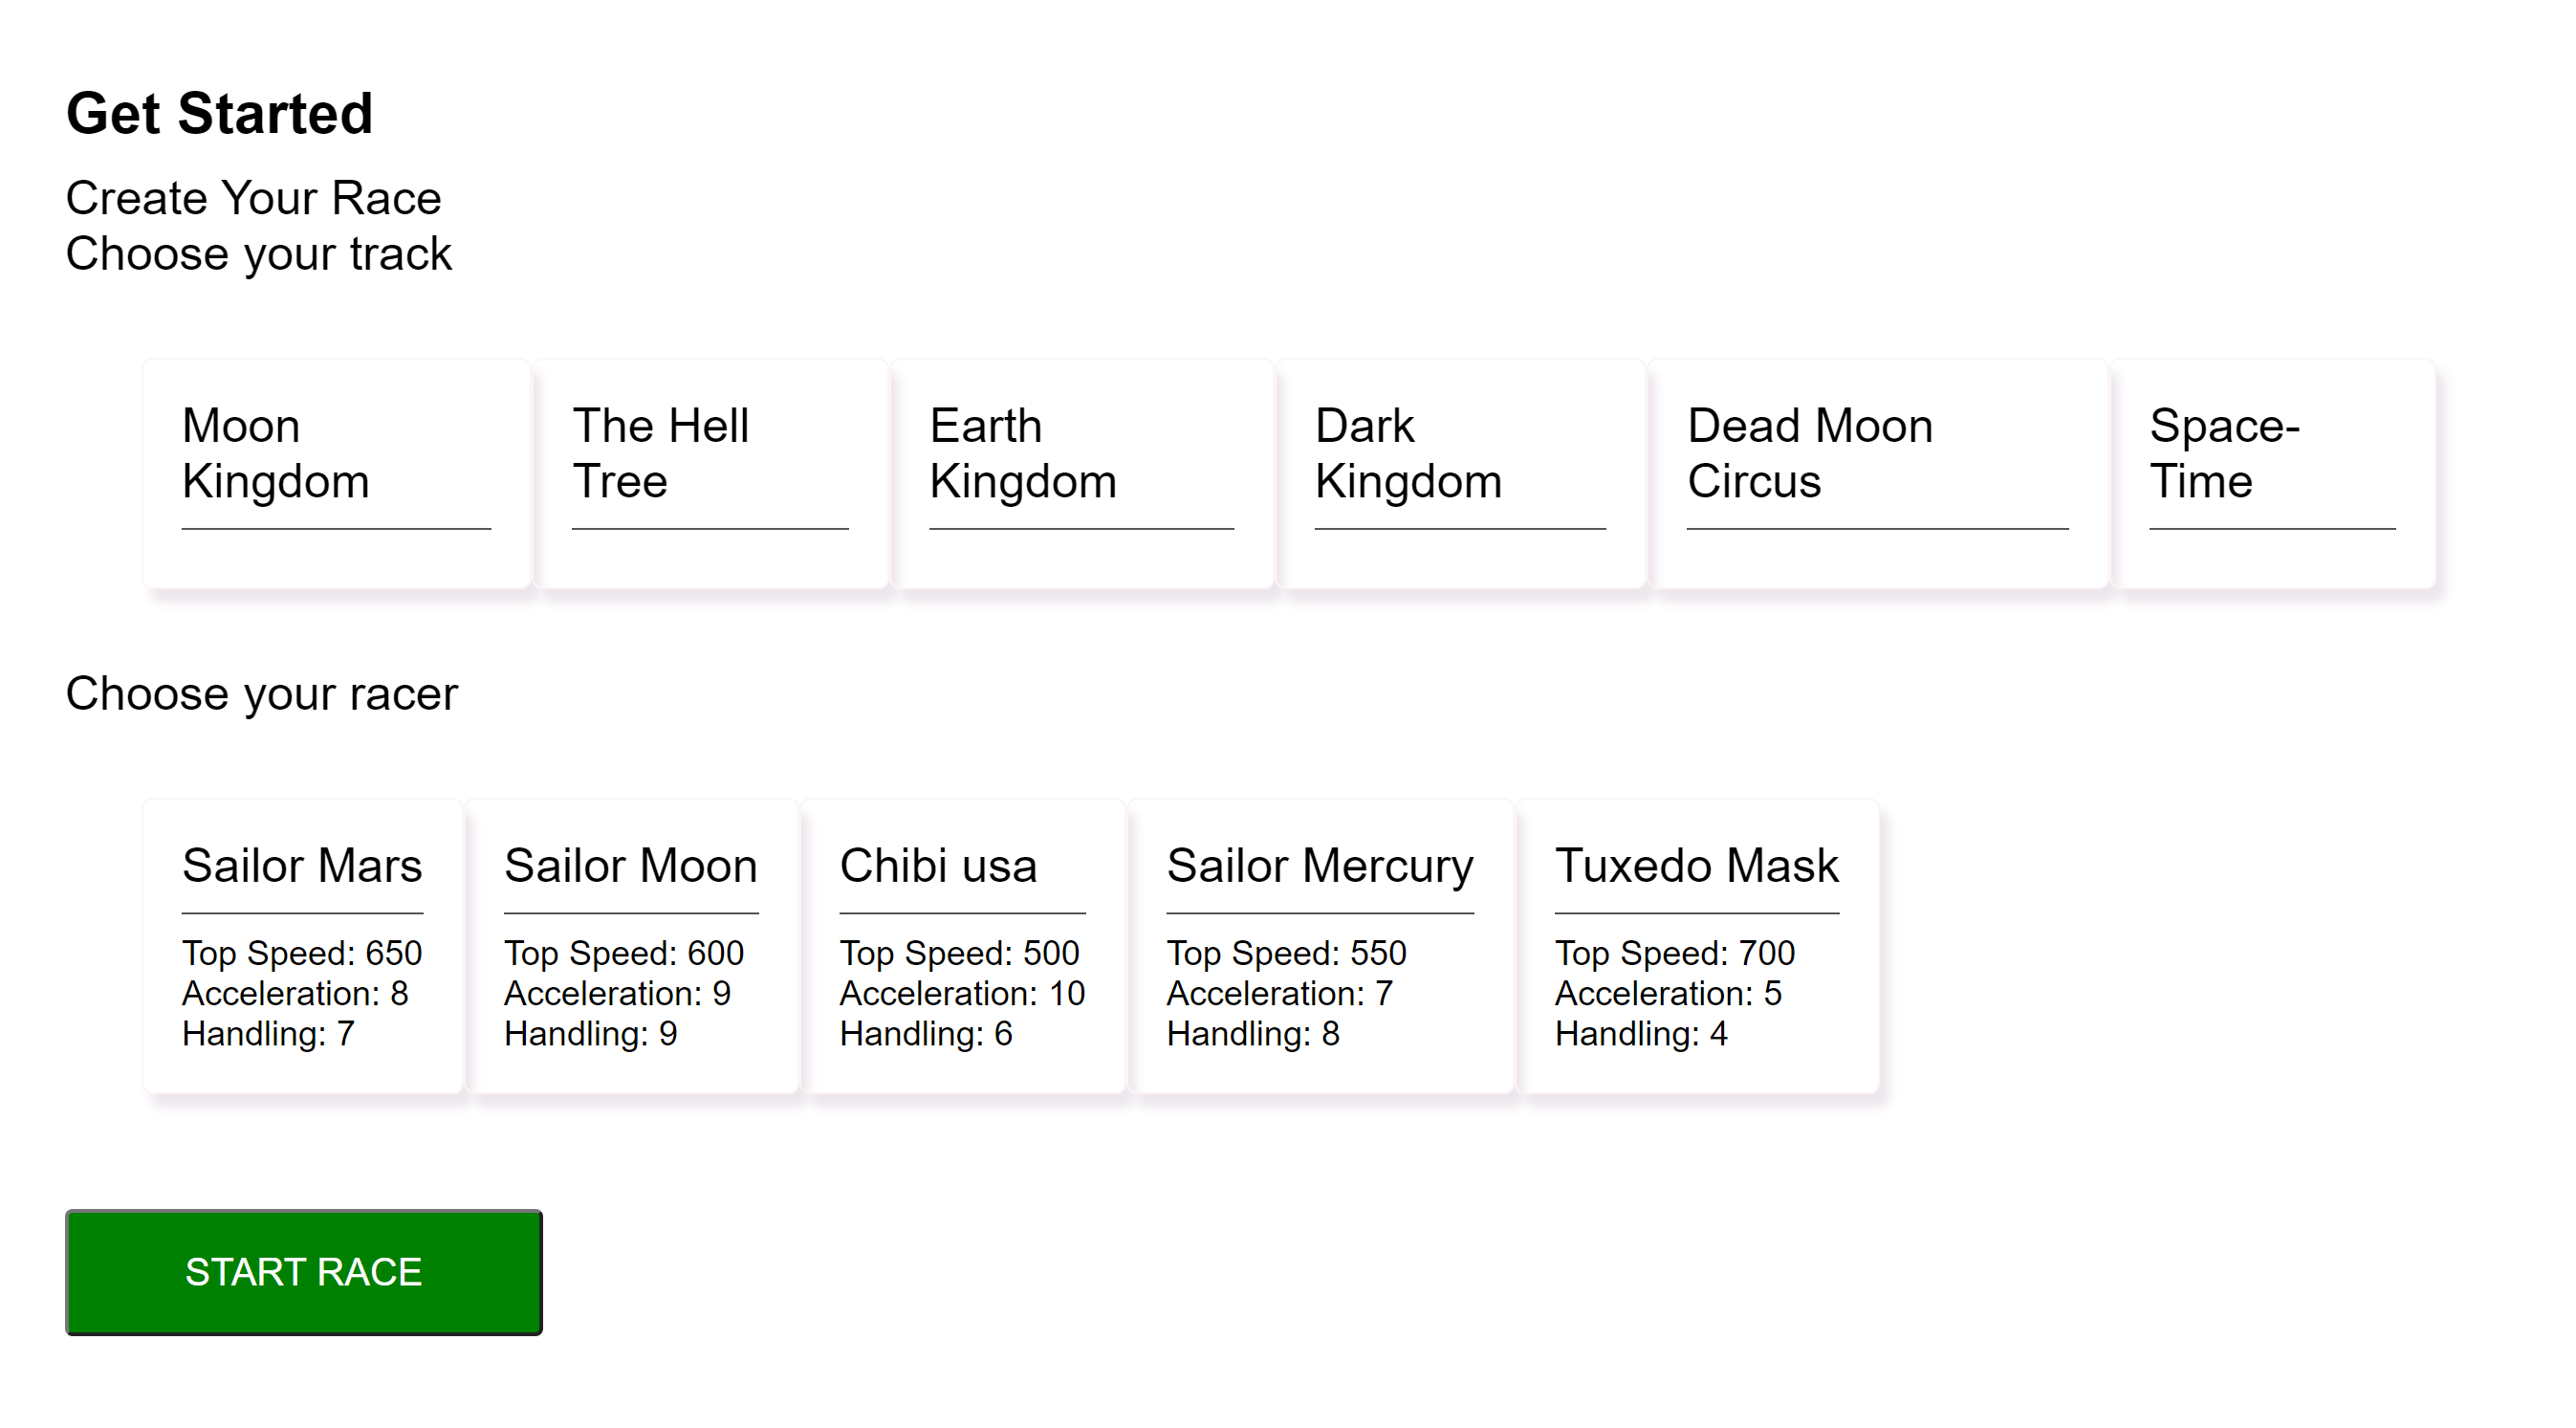 Get Started
Create Your Race
Choose your track
Moon
Kingdom
The Hell
Tree
Earth
Kingdom
Dark
Kingdom
Dead Moon
Circus
Space-
Time
Choose your racer
Sailor Mars
Top Speed: 650
Acceleration: 8
Handling: 7
Sailor Moon
Top Speed: 600
Acceleration: 9
Handling: 9
Chibi usa
Top Speed: 500
Acceleration: 10
Handling: 6
Sailor Mercury
Top Speed: 550
Acceleration: 7
Handling: 8
Tuxedo Mask
Top Speed: 700
Acceleration: 5
Handling: 4
START RACE